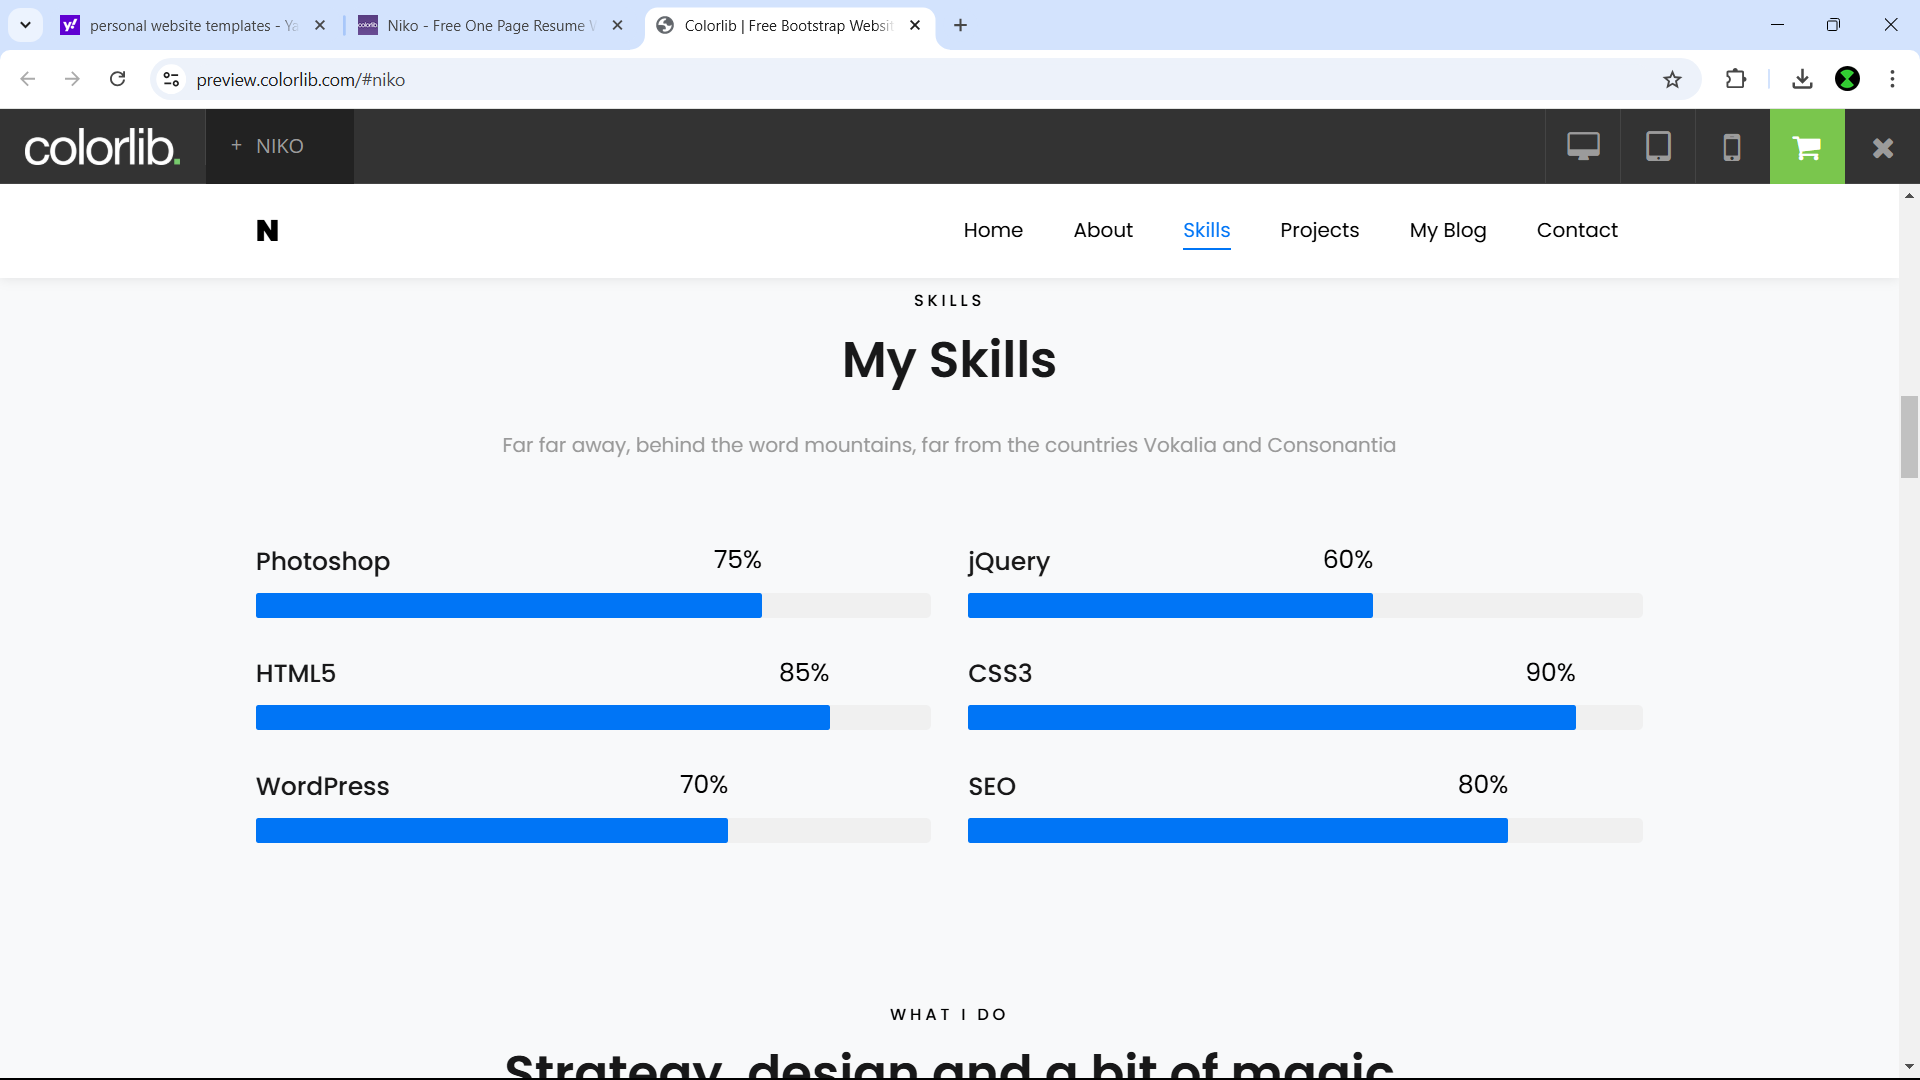 personal website templates - Ya
Niko - Free One Page Resume W
Colorlib | Free Bootstrap Websit
preview.colorlib.com/#niko
colorlib.
+ NIKO
N
Home
About
Skills
Projects
My Blog
Contact
SKILLS
My Skills
Far far away, behind the word mountains, far from the countries Vokalia and Consonantia
Photoshop 75%
jQuery 60%
HTML5 85%
CSS3 90%
WordPress 70%
SEO 80%
WHAT I DO
Strategy, design and a bit of magic